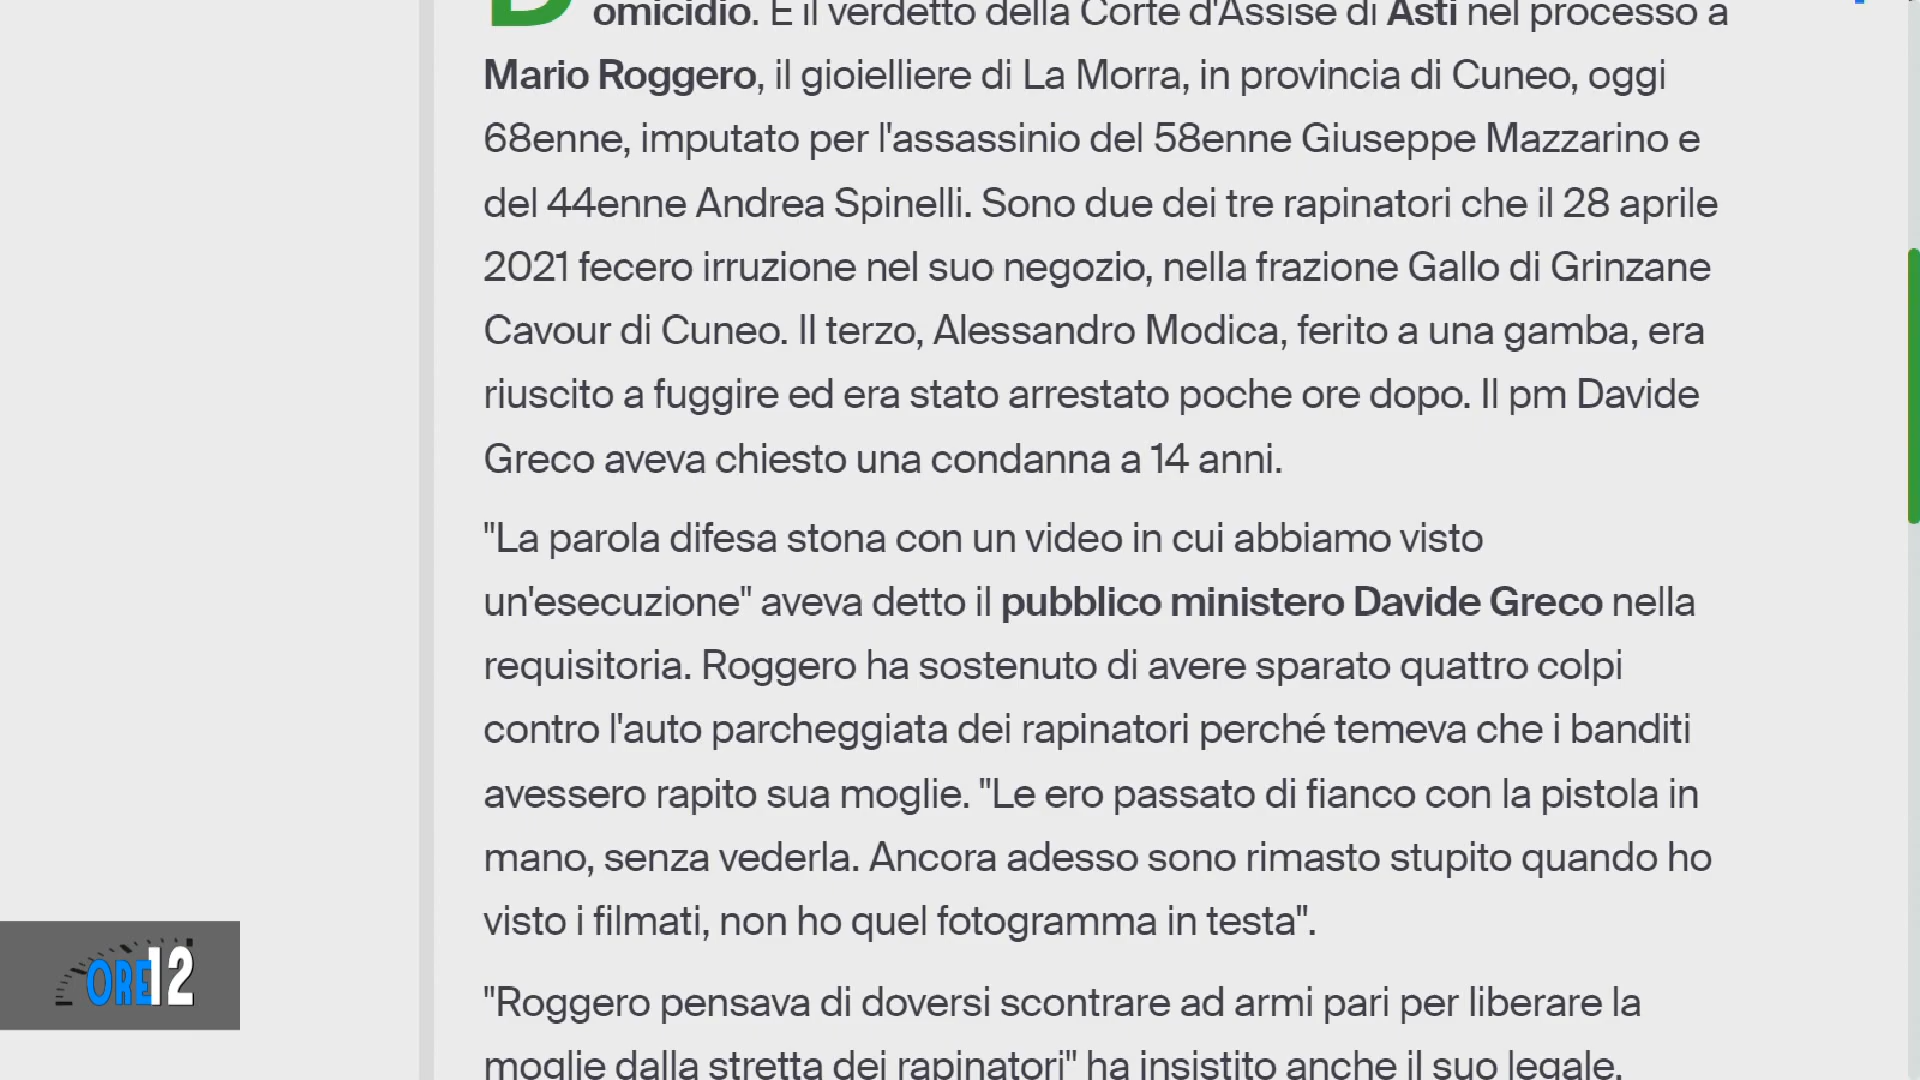 omicidio. È il verdetto della Corte d'Assise di Asti nel processo a
Mario Roggero, il gioielliere di La Morra, in provincia di Cuneo, oggi
68enne, imputato per l'assassinio del 58enne Giuseppe Mazzarino e
del 44enne Andrea Spinelli. Sono due dei tre rapinatori che il 28 aprile
2021 fecero irruzione nel suo negozio, nella frazione Gallo di Grinzane
Cavour di Cuneo. Il terzo, Alessandro Modica, ferito a una gamba, era
riuscito a fuggire ed era stato arrestato poche ore dopo. Il pm Davide
Greco aveva chiesto una condanna a 14 anni.
"La parola difesa stona con un video in cui abbiamo visto
un'esecuzione" aveva detto il pubblico ministero Davide Greco nella
requisitoria. Roggero ha sostenuto di avere sparato quattro colpi
contro l'auto parcheggiata dei rapinatori perché temeva che i banditi
avessero rapito sua moglie. "Le ero passato di fianco con la pistola in
mano, senza vederla. Ancora adesso sono rimasto stupito quando ho
visto i filmati, non ho quel fotogramma in testa".
"Roggero pensava di doversi scontrare ad armi pari per liberare la
moglie dalla stretta dei rapinatori" ha insistito anche il suo legale.
ORE12